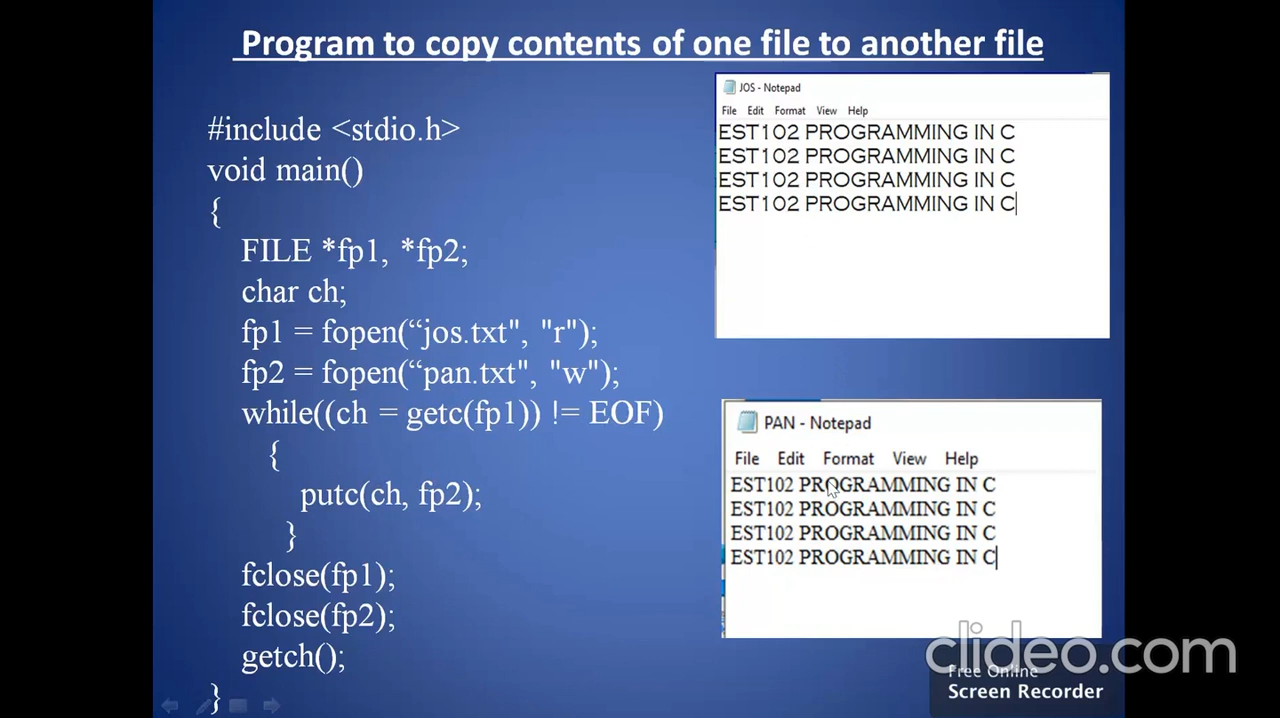 Program to copy contents of one file to another file
#include <stdio.h>
void main()
{
FILE *fp1, *fp2;
char ch;
fp1 = fopen(“jos.txt", "r");
fp2 = fopen(“pan.txt", "w");
while((ch = getc(fp1)) != EOF)
{
putc(ch, fp2);
}
fclose(fp1);
fclose(fp2);
getch();
}
JOS - Notepad
File Edit Format View Help
EST102 PROGRAMMING IN C
EST102 PROGRAMMING IN C
EST102 PROGRAMMING IN C
EST102 PROGRAMMING IN C
PAN - Notepad
File Edit Format View Help
EST102 PROGRAMMING IN C
EST102 PROGRAMMING IN C
EST102 PROGRAMMING IN C
EST102 PROGRAMMING IN C
clideo.com
Free Online
Screen Recorder